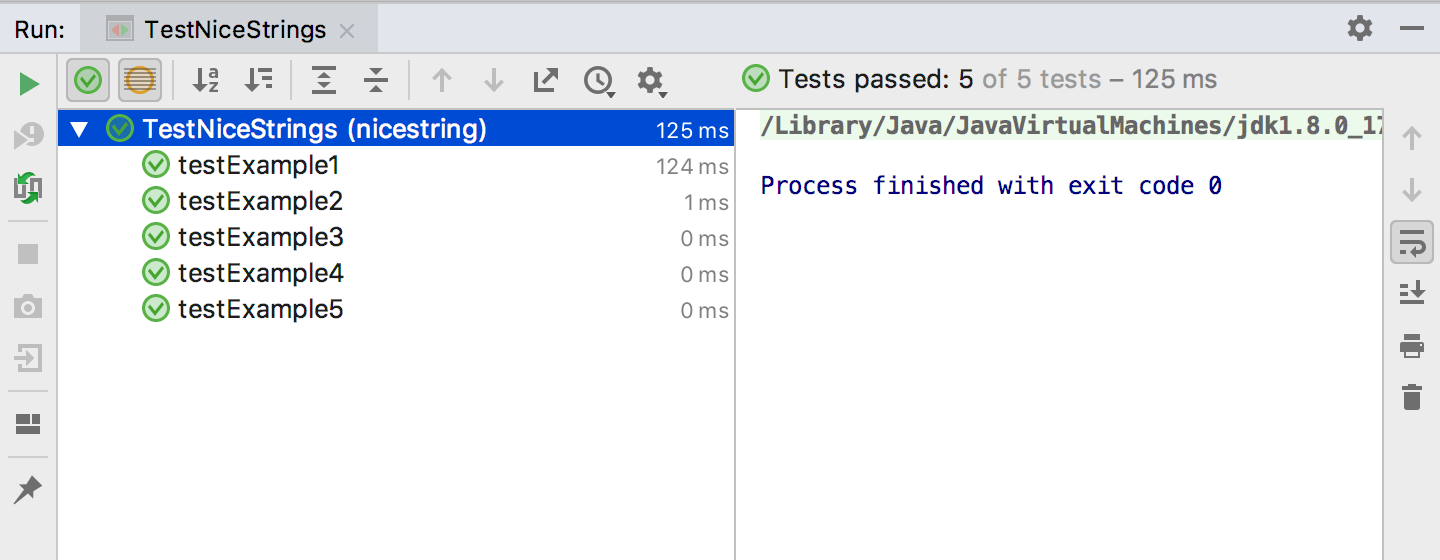 Run: TestNiceStrings
Tests passed: 5 of 5 tests – 125 ms
TestNiceStrings (nicestring) 125 ms
testExample1 124 ms
testExample2 1 ms
testExample3 0 ms
testExample4 0 ms
testExample5 0 ms
/Library/Java/JavaVirtualMachines/jdk1.8.0_17
Process finished with exit code 0